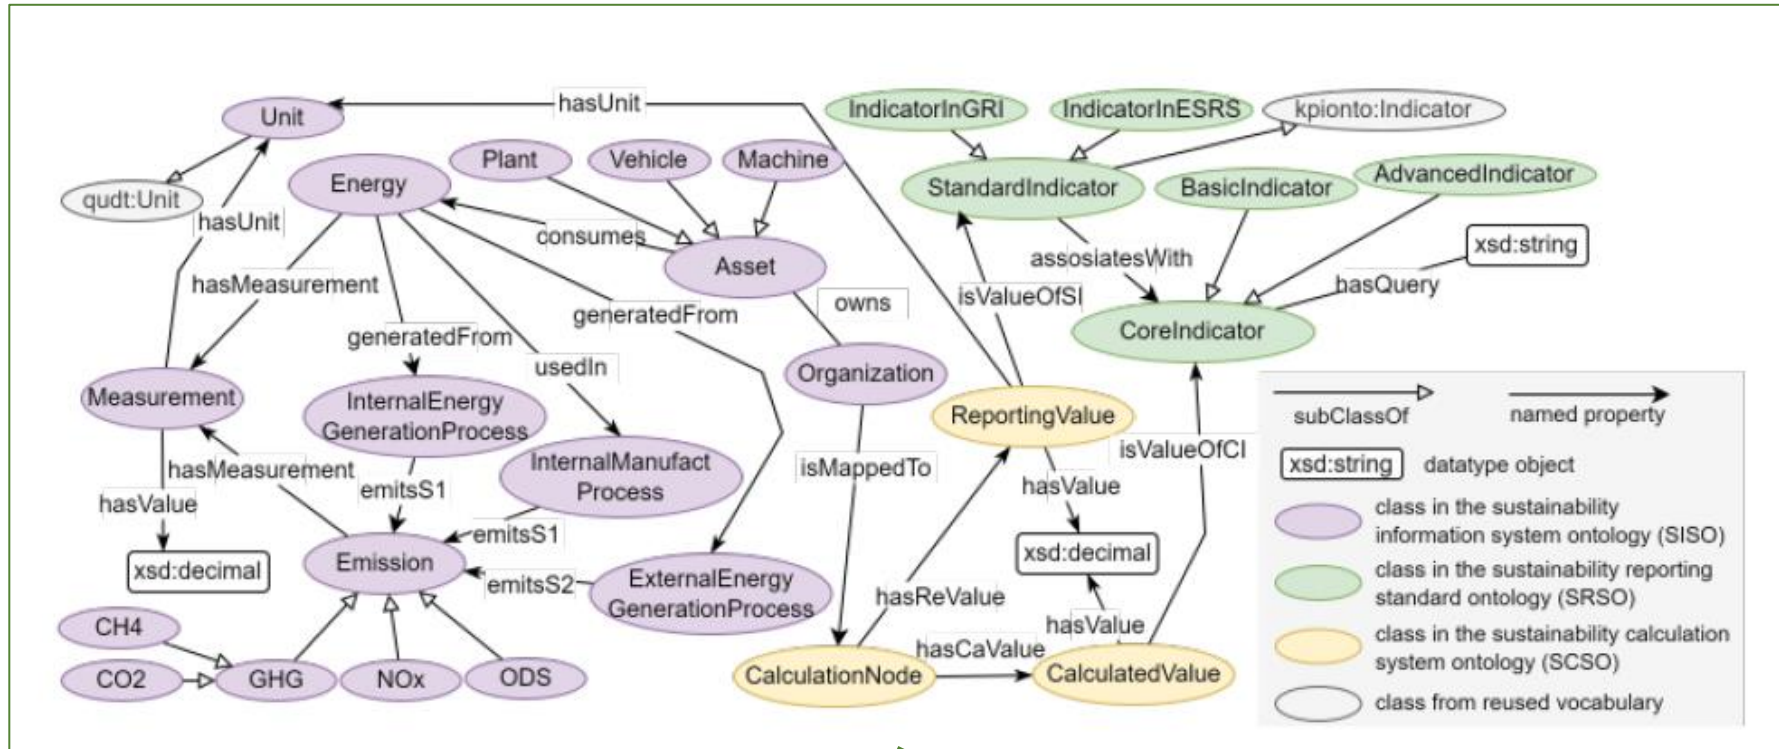 hasUnit
IndicatorInGRI
IndicatorInESRS
kpionto:Indicator
Unit
Plant
Vehicle
Machine
Energy
StandardIndicator
BasicIndicator
AdvancedIndicator
qudt:Unit
hasUnit
consumes
Asset
assosiatesWith
xsd:string
hasMeasurement
isValueOfSI
hasQuery
owns
generatedFrom
generatedFrom
CoreIndicator
usedIn
Organization
Measurement
InternalEnergy
GenerationProcess
ReportingValue
subClassOf
named property
isMappedTo
isValueOfCI
InternalManufact
Process
hasMeasurement
emitsS1
hasValue
xsd:string
datatype object
hasValue
emitsS1
class in the sustainability
information system ontology (SISO)
xsd:decimal
Emission
emitsS2
ExternalEnergy
GenerationProcess
xsd:decimal
class in the sustainability reporting
standard ontology (SRSO)
hasReValue
hasValue
CH4
hasCaValue
class in the sustainability calculation
system ontology (SCSO)
CO2
GHG
NOx
ODS
CalculationNode
CalculatedValue
class from reused vocabulary